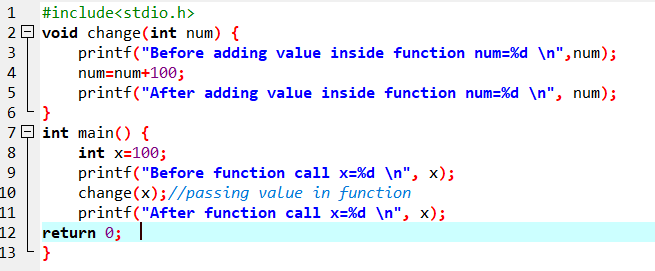 1 #include<stdio.h>
2 void change(int num) {
3 printf("Before adding value inside function num=%d \n",num);
4 num=num+100;
5 printf("After adding value inside function num=%d \n", num);
6 }
7 int main() {
8 int x=100;
9 printf("Before function call x=%d \n", x);
10 change(x);//passing value in function
11 printf("After function call x=%d \n", x);
12 return 0;
13 }